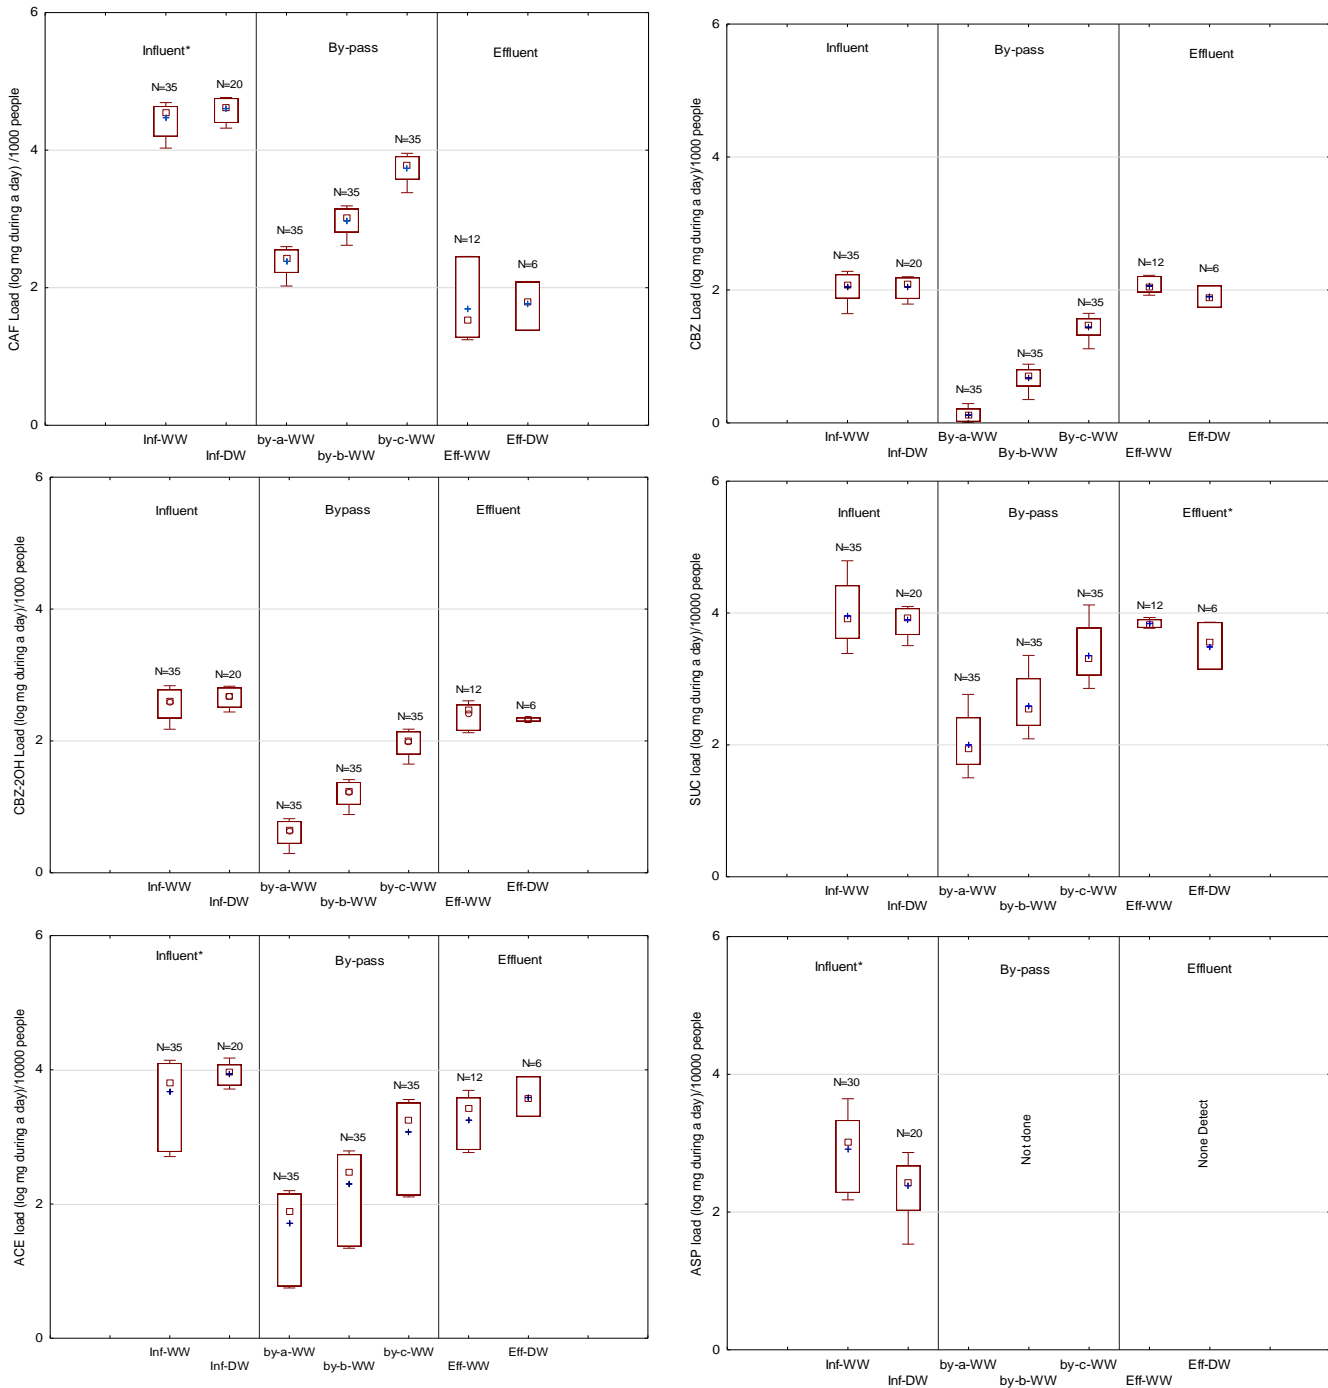 CAF Load (log mg during a day) /1000 people
6
4
2
0
Influent*
By-pass
Effluent
N=35
N=20
N=35
N=35
N=35
N=12
N=6
Inf-WW
Inf-DW
by-a-WW
by-b-WW
by-c-WW
Eff-WW
Eff-DW
CBZ Load (log mg during a day)/1000 people
6
4
2
0
Influent
By-pass
Effluent
N=35
N=20
N=35
N=35
N=35
N=12
N=6
Inf-WW
Inf-DW
By-a-WW
By-b-WW
By-c-WW
Eff-WW
Eff-DW
CBZ-2OH Load (log mg during a day)/1000 people
6
4
2
0
Influent
Bypass
Effluent
N=35
N=20
N=35
N=35
N=35
N=12
N=6
Inf-WW
Inf-DW
by-a-WW
by-b-WW
by-c-WW
Eff-WW
Eff-DW
SUC load (log mg during a day)/10000 people
6
4
2
0
Influent
By-pass
Effluent*
N=35
N=20
N=35
N=35
N=35
N=12
N=6
Inf-WW
Inf-DW
by-a-WW
by-b-WW
by-c-WW
Eff-WW
Eff-DW
ACE load (log mg during a day)/10000 people
6
4
2
0
Influent*
By-pass
Effluent
N=35
N=20
N=35
N=35
N=35
N=12
N=6
Inf-WW
Inf-DW
by-a-WW
by-b-WW
by-c-WW
Eff-WW
Eff-DW
ASP load (log mg during a day)/10000 people
6
4
2
0
Influent*
By-pass
Effluent
N=30
N=20
Not done
None Detect
Inf-WW
Inf-DW
by-a-WW
by-b-WW
by-c-WW
Eff-WW
Eff-DW